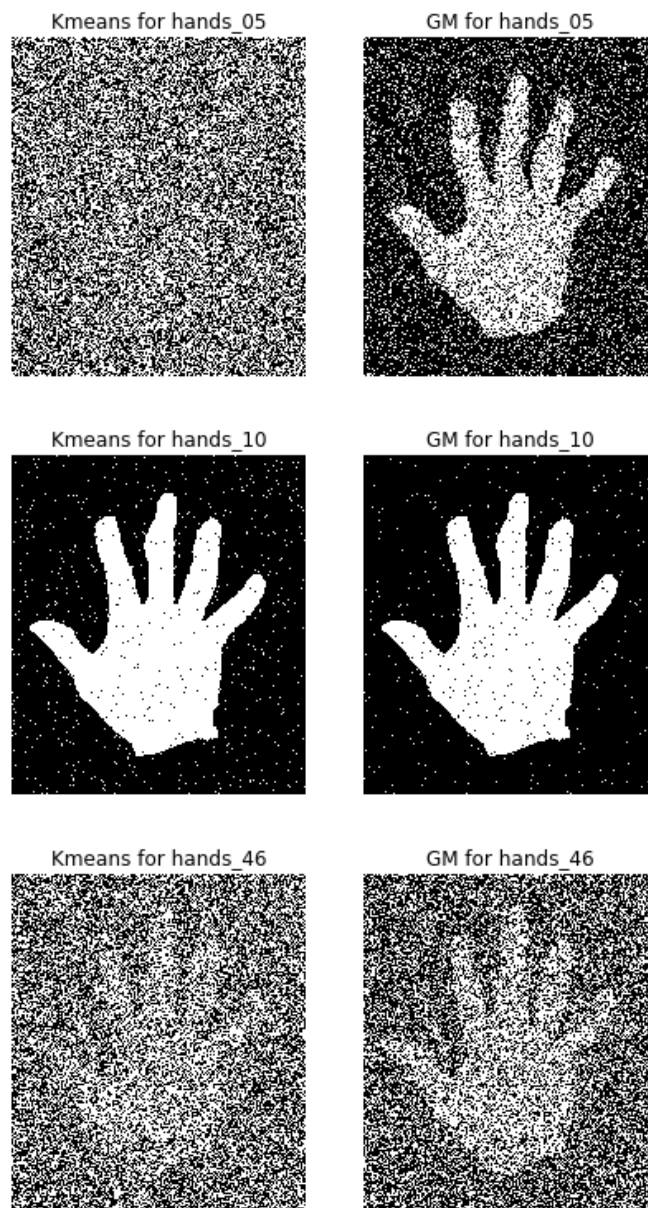 Kmeans for hands_05
GM for hands_05
Kmeans for hands_10
GM for hands_10
Kmeans for hands_46
GM for hands_46